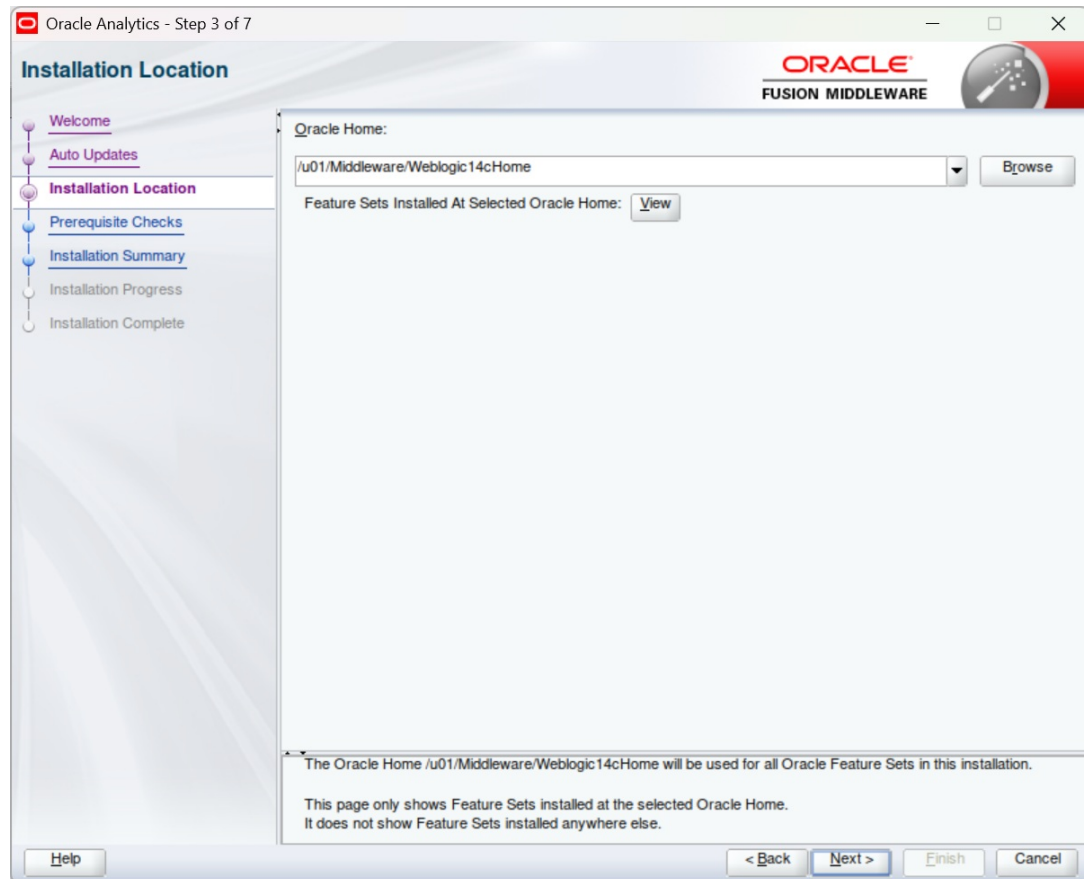 Oracle Analytics - Step 3 of 7
Installation Location
ORACLE
FUSION MIDDLEWARE
Welcome
Auto Updates
Installation Location
Prerequisite Checks
Installation Summary
Installation Progress
Installation Complete
Oracle Home:
/u01/Middleware/Weblogic14cHome
Browse
Feature Sets Installed At Selected Oracle Home: View
The Oracle Home /u01/Middleware/Weblogic14cHome will be used for all Oracle Feature Sets in this installation.
This page only shows Feature Sets installed at the selected Oracle Home.
It does not show Feature Sets installed anywhere else.
Help
< Back
Next >
Finish
Cancel